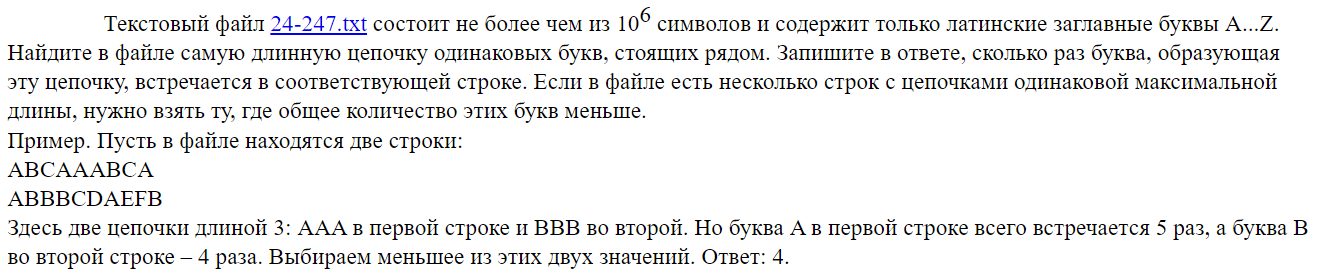 Текстовый файл 24-247.txt состоит не более чем из 10⁶ символов и содержит только латинские заглавные буквы A...Z.
Найдите в файле самую длинную цепочку одинаковых букв, стоящих рядом. Запишите в ответе, сколько раз буква, образующая
эту цепочку, встречается в соответствующей строке. Если в файле есть несколько строк с цепочками одинаковой максимальной
длины, нужно взять ту, где общее количество этих букв меньше.
Пример. Пусть в файле находятся две строки:
ABCAAABCA
ABBBCDAEFB
Здесь две цепочки длиной 3: AAA в первой строке и BBB во второй. Но буква A в первой строке всего встречается 5 раз, а буква B
во второй строке – 4 раза. Выбираем меньшее из этих двух значений. Ответ: 4.